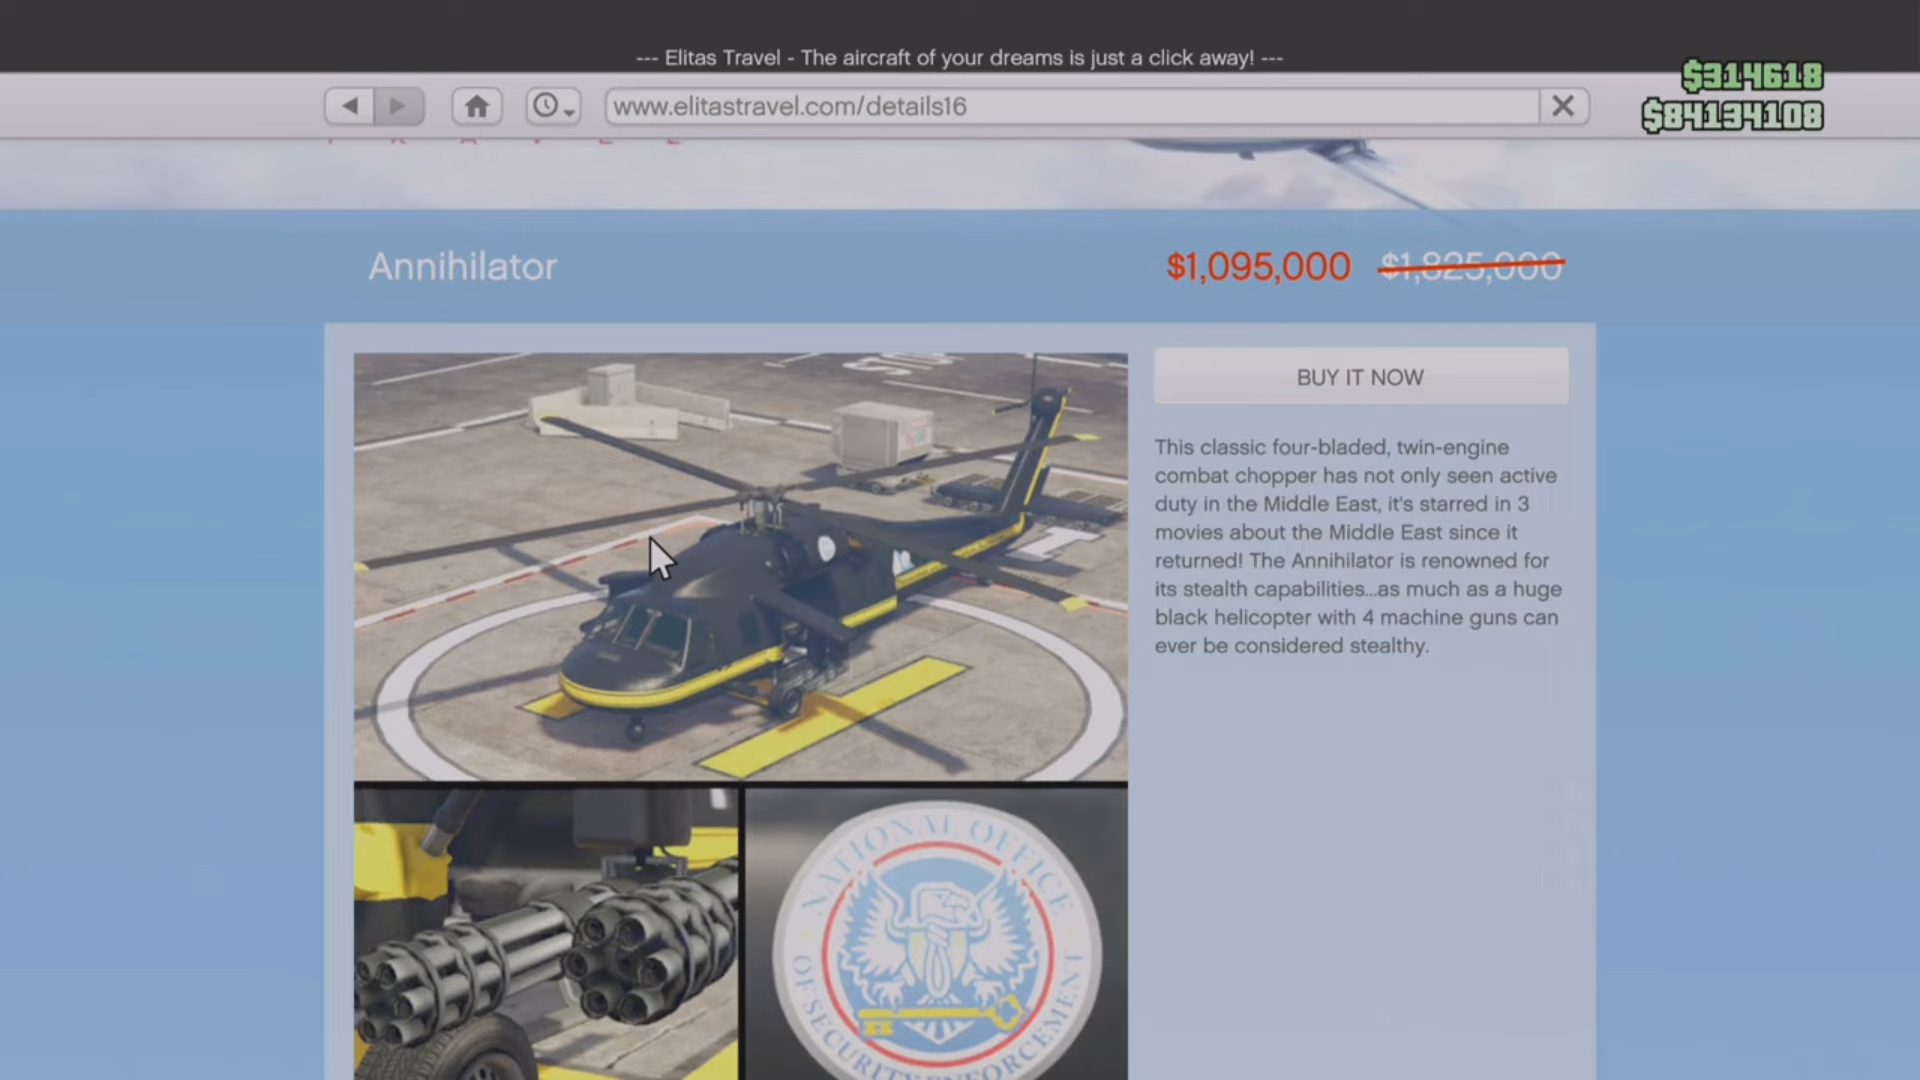 --- Elitas Travel - The aircraft of your dreams is just a click away! ---
$314618
www.elitastravel.com/details16
$84134108
Annihilator
$1,095,000 $1,825,000
BUY IT NOW
This classic four-bladed, twin-engine
combat chopper has not only seen active
duty in the Middle East, it's starred in 3
movies about the Middle East since it
returned! The Annihilator is renowned for
its stealth capabilities...as much as a huge
black helicopter with 4 machine guns can
ever be considered stealthy.
NATIONAL OFFICE
OF SECURITY ENFORCEMENT